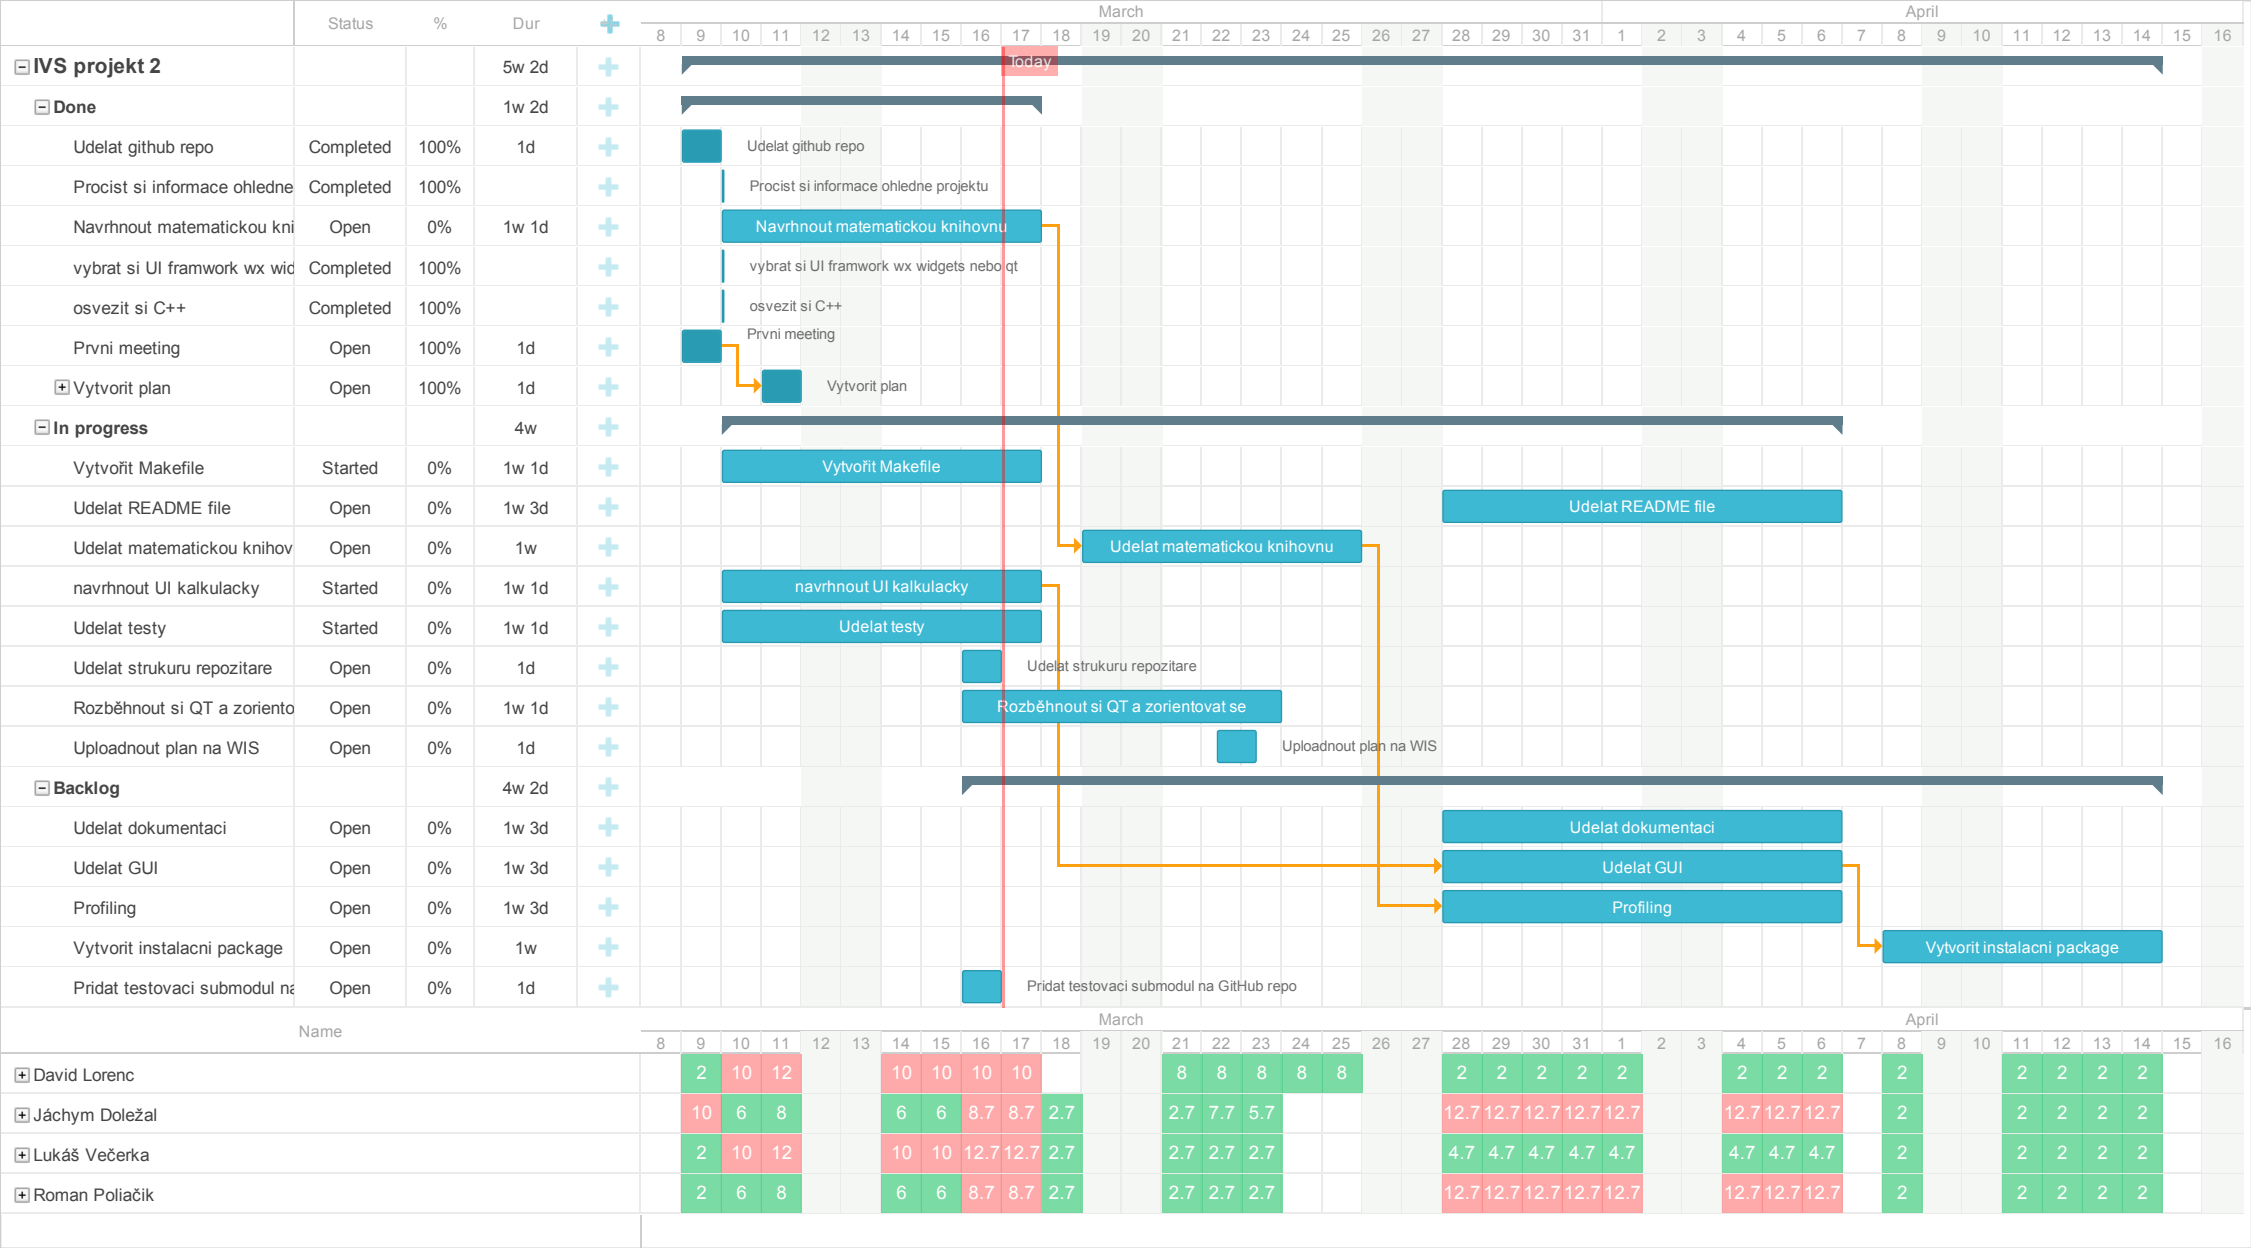 Status % Dur March April
8 9 10 11 12 13 14 15 16 17 18 19 20 21 22 23 24 25 26 27 28 29 30 31 1 2 3 4 5 6 7 8 9 10 11 12 13 14 15 16
IVS projekt 2 5w 2d Today
Done 1w 2d
Udelat github repo Completed 100% 1d Udelat github repo
Procist si informace ohledne Completed 100% Procist si informace ohledne projektu
Navrhnout matematickou kni Open 0% 1w 1d Navrhnout matematickou knihovnu
vybrat si UI framwork wx wid Completed 100% vybrat si UI framwork wx widgets nebo qt
osvezit si C++ Completed 100% osvezit si C++
Prvni meeting Open 100% 1d Prvni meeting
Vytvorit plan Open 100% 1d Vytvorit plan
In progress 4w
Vytvořit Makefile Started 0% 1w 1d Vytvořit Makefile
Udelat README file Open 0% 1w 3d Udelat README file
Udelat matematickou knihov Open 0% 1w Udelat matematickou knihovnu
navrhnout UI kalkulacky Started 0% 1w 1d navrhnout UI kalkulacky
Udelat testy Started 0% 1w 1d Udelat testy
Udelat strukuru repozitare Open 0% 1d Udelat strukuru repozitare
Rozběhnout si QT a zoriento Open 0% 1w 1d Rozběhnout si QT a zorientovat se
Uploadnout plan na WIS Open 0% 1d Uploadnout plan na WIS
Backlog 4w 2d
Udelat dokumentaci Open 0% 1w 3d Udelat dokumentaci
Udelat GUI Open 0% 1w 3d Udelat GUI
Profiling Open 0% 1w 3d Profiling
Vytvorit instalacni package Open 0% 1w Vytvorit instalacni package
Pridat testovaci submodul na Open 0% 1d Pridat testovaci submodul na GitHub repo
Name March April
8 9 10 11 12 13 14 15 16 17 18 19 20 21 22 23 24 25 26 27 28 29 30 31 1 2 3 4 5 6 7 8 9 10 11 12 13 14 15 16
David Lorenc 2 10 12 10 10 10 10 8 8 8 8 8 2 2 2 2 2 2 2 2 2 2 2 2 2
Jáchym Doležal 10 6 8 6 6 8.7 8.7 2.7 2.7 7.7 5.7 12.7 12.7 12.7 12.7 12.7 12.7 12.7 12.7 2 2 2 2 2
Lukáš Večerka 2 10 12 10 10 12.7 12.7 2.7 2.7 2.7 2.7 4.7 4.7 4.7 4.7 4.7 4.7 4.7 4.7 2 2 2 2 2
Roman Poliačik 2 6 8 6 6 8.7 8.7 2.7 2.7 2.7 2.7 12.7 12.7 12.7 12.7 12.7 12.7 12.7 12.7 2 2 2 2 2